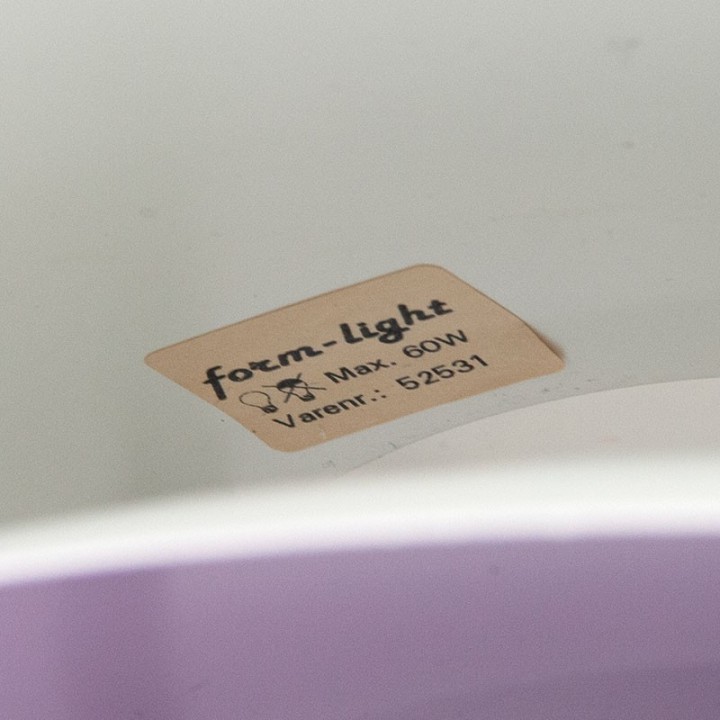 form-light
Max. 60W
Varenr.: 52531